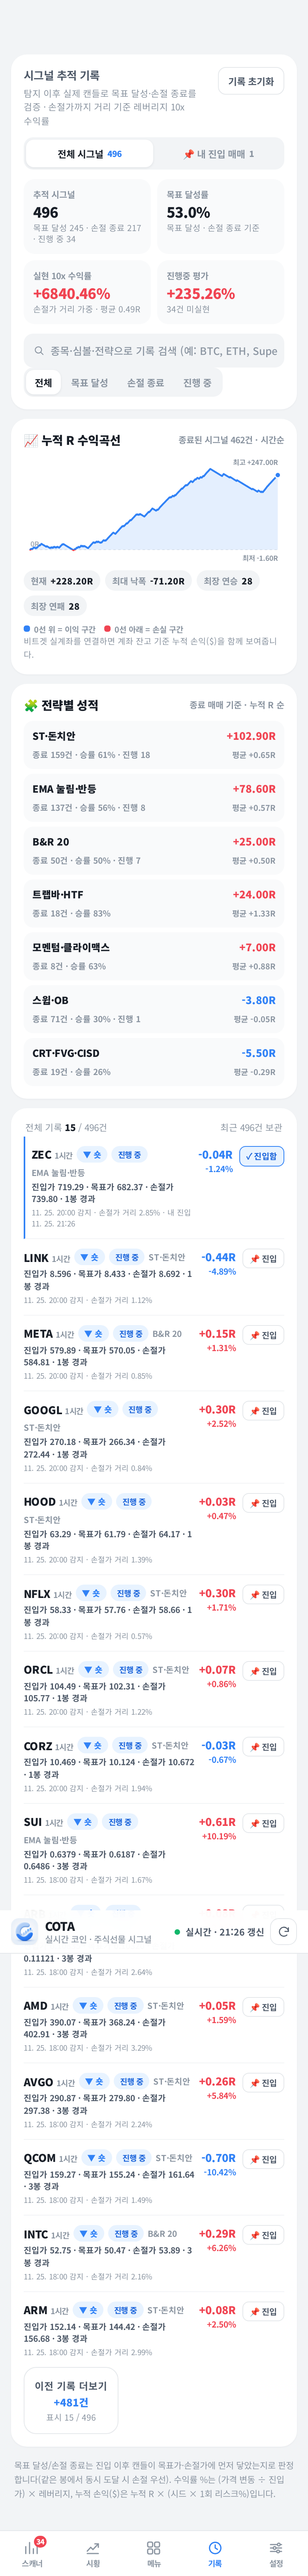 시그널 추적 기록
기록 초기화
탐지 이후 실제 캔들로 목표 달성·손절 종료를
검증 · 손절가까지 거리 기준 레버리지 10x
수익률
전체 시그널 496
📌 내 진입 매매 1
추적 시그널
496
목표 달성 245 · 손절 종료 217
· 진행 중 34
목표 달성률
53.0%
목표 달성 · 손절 종료 기준
실현 10x 수익률
+6840.46%
손절가 거리 가중 · 평균 0.49R
진행중 평가
+235.26%
34건 미실현
종목·심볼·전략으로 기록 검색 (예: BTC, ETH, Supe
전체
목표 달성
손절 종료
진행 중
📈 누적 R 수익곡선
종료된 시그널 462건 · 시간순
최고 +247.00R
0R
최저 -1.60R
현재 +228.20R
최대 낙폭 -71.20R
최장 연승 28
최장 연패 28
0선 위 = 이익 구간
0선 아래 = 손실 구간
비트겟 실계좌를 연결하면 계좌 잔고 기준 누적 손익($)을 함께 보여줍니
다.
🧩 전략별 성적
종료 매매 기준 · 누적 R 순
ST·돈치안
+102.90R
종료 159건 · 승률 61% · 진행 18
평균 +0.65R
EMA 눌림·반등
+78.60R
종료 137건 · 승률 56% · 진행 8
평균 +0.57R
B&R 20
+25.00R
종료 50건 · 승률 50% · 진행 7
평균 +0.50R
트랩바·HTF
+24.00R
종료 18건 · 승률 83%
평균 +1.33R
모멘텀·클라이맥스
+7.00R
종료 8건 · 승률 63%
평균 +0.88R
스윕·OB
-3.80R
종료 71건 · 승률 30% · 진행 1
평균 -0.05R
CRT·FVG·CISD
-5.50R
종료 19건 · 승률 26%
평균 -0.29R
전체 기록 15 / 496건
최근 496건 보관
ZEC 1시간 ▼ 숏 진행 중
-0.04R
-1.24%
✓ 진입함
EMA 눌림·반등
진입가 719.29 · 목표가 682.37 · 손절가
739.80 · 1봉 경과
11. 25. 20:00 감지 · 손절가 거리 2.85% · 내 진입
11. 25. 21:26
LINK 1시간 ▼ 숏 진행 중 ST·돈치안
-0.44R
-4.89%
📌 진입
진입가 8.596 · 목표가 8.433 · 손절가 8.692 · 1
봉 경과
11. 25. 20:00 감지 · 손절가 거리 1.12%
META 1시간 ▼ 숏 진행 중 B&R 20
+0.15R
+1.31%
📌 진입
진입가 579.89 · 목표가 570.05 · 손절가
584.81 · 1봉 경과
11. 25. 20:00 감지 · 손절가 거리 0.85%
GOOGL 1시간 ▼ 숏 진행 중
+0.30R
+2.52%
📌 진입
ST·돈치안
진입가 270.18 · 목표가 266.34 · 손절가
272.44 · 1봉 경과
11. 25. 20:00 감지 · 손절가 거리 0.84%
HOOD 1시간 ▼ 숏 진행 중
+0.03R
+0.47%
📌 진입
ST·돈치안
진입가 63.29 · 목표가 61.79 · 손절가 64.17 · 1
봉 경과
11. 25. 20:00 감지 · 손절가 거리 1.39%
NFLX 1시간 ▼ 숏 진행 중 ST·돈치안
+0.30R
+1.71%
📌 진입
진입가 58.33 · 목표가 57.76 · 손절가 58.66 · 1
봉 경과
11. 25. 20:00 감지 · 손절가 거리 0.57%
ORCL 1시간 ▼ 숏 진행 중 ST·돈치안
+0.07R
+0.86%
📌 진입
진입가 104.49 · 목표가 102.31 · 손절가
105.77 · 1봉 경과
11. 25. 20:00 감지 · 손절가 거리 1.22%
CORZ 1시간 ▼ 숏 진행 중 ST·돈치안
-0.03R
-0.67%
📌 진입
진입가 10.469 · 목표가 10.124 · 손절가 10.672
· 1봉 경과
11. 25. 20:00 감지 · 손절가 거리 1.94%
SUI 1시간 ▼ 숏 진행 중
+0.61R
+10.19%
📌 진입
EMA 눌림·반등
진입가 0.6379 · 목표가 0.6187 · 손절가
0.6486 · 3봉 경과
11. 25. 18:00 감지 · 손절가 거리 1.67%
COTA
실시간 코인 · 주식선물 시그널
실시간 · 21:26 갱신
0.11121 · 3봉 경과
11. 25. 18:00 감지 · 손절가 거리 2.64%
AMD 1시간 ▼ 숏 진행 중 ST·돈치안
+0.05R
+1.59%
📌 진입
진입가 390.07 · 목표가 368.24 · 손절가
402.91 · 3봉 경과
11. 25. 18:00 감지 · 손절가 거리 3.29%
AVGO 1시간 ▼ 숏 진행 중 ST·돈치안
+0.26R
+5.84%
📌 진입
진입가 290.87 · 목표가 279.80 · 손절가
297.38 · 3봉 경과
11. 25. 18:00 감지 · 손절가 거리 2.24%
QCOM 1시간 ▼ 숏 진행 중 ST·돈치안
-0.70R
-10.42%
📌 진입
진입가 159.27 · 목표가 155.24 · 손절가 161.64
· 3봉 경과
11. 25. 18:00 감지 · 손절가 거리 1.49%
INTC 1시간 ▼ 숏 진행 중 B&R 20
+0.29R
+6.26%
📌 진입
진입가 52.75 · 목표가 50.47 · 손절가 53.89 · 3
봉 경과
11. 25. 18:00 감지 · 손절가 거리 2.16%
ARM 1시간 ▼ 숏 진행 중 ST·돈치안
+0.08R
+2.50%
📌 진입
진입가 152.14 · 목표가 144.42 · 손절가
156.68 · 3봉 경과
11. 25. 18:00 감지 · 손절가 거리 2.99%
이전 기록 더보기
+481건
표시 15 / 496
목표 달성/손절 종료는 진입 이후 캔들이 목표가·손절가에 먼저 닿았는지로 판정
합니다(같은 봉에서 동시 도달 시 손절 우선). 수익률 %는 (가격 변동 ÷ 진입
가) × 레버리지, 누적 손익($)은 누적 R × (시드 × 1회 리스크%)입니다.
34
스캐너
시황
메뉴
기록
설정